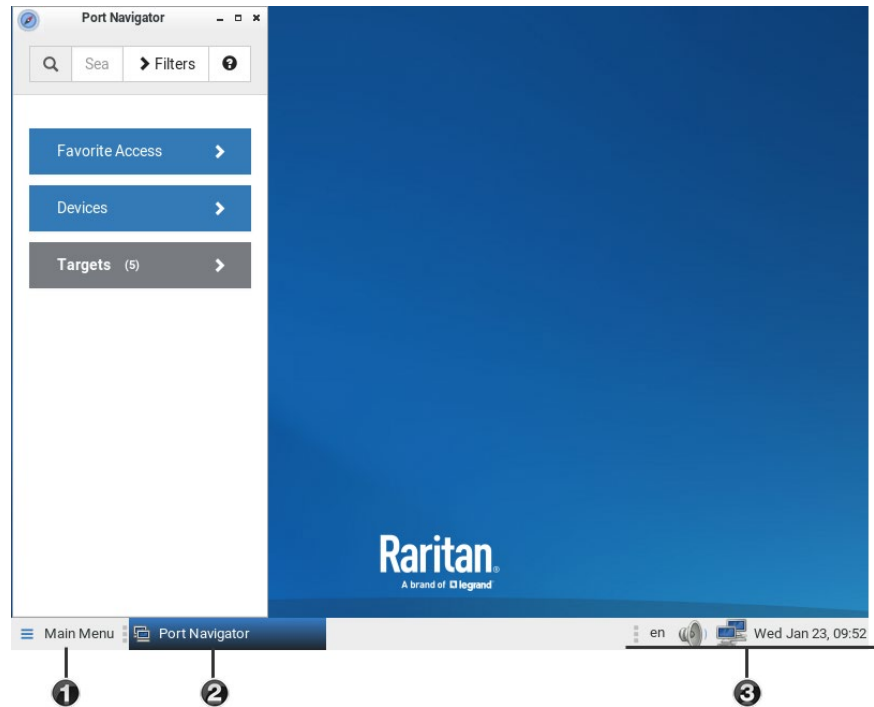 Port Navigator
Sea
Filters
Favorite Access
Devices
Targets (5)
Raritan®
A brand of legrand®
Main Menu
Port Navigator
en
Wed Jan 23, 09:52
1
2
3